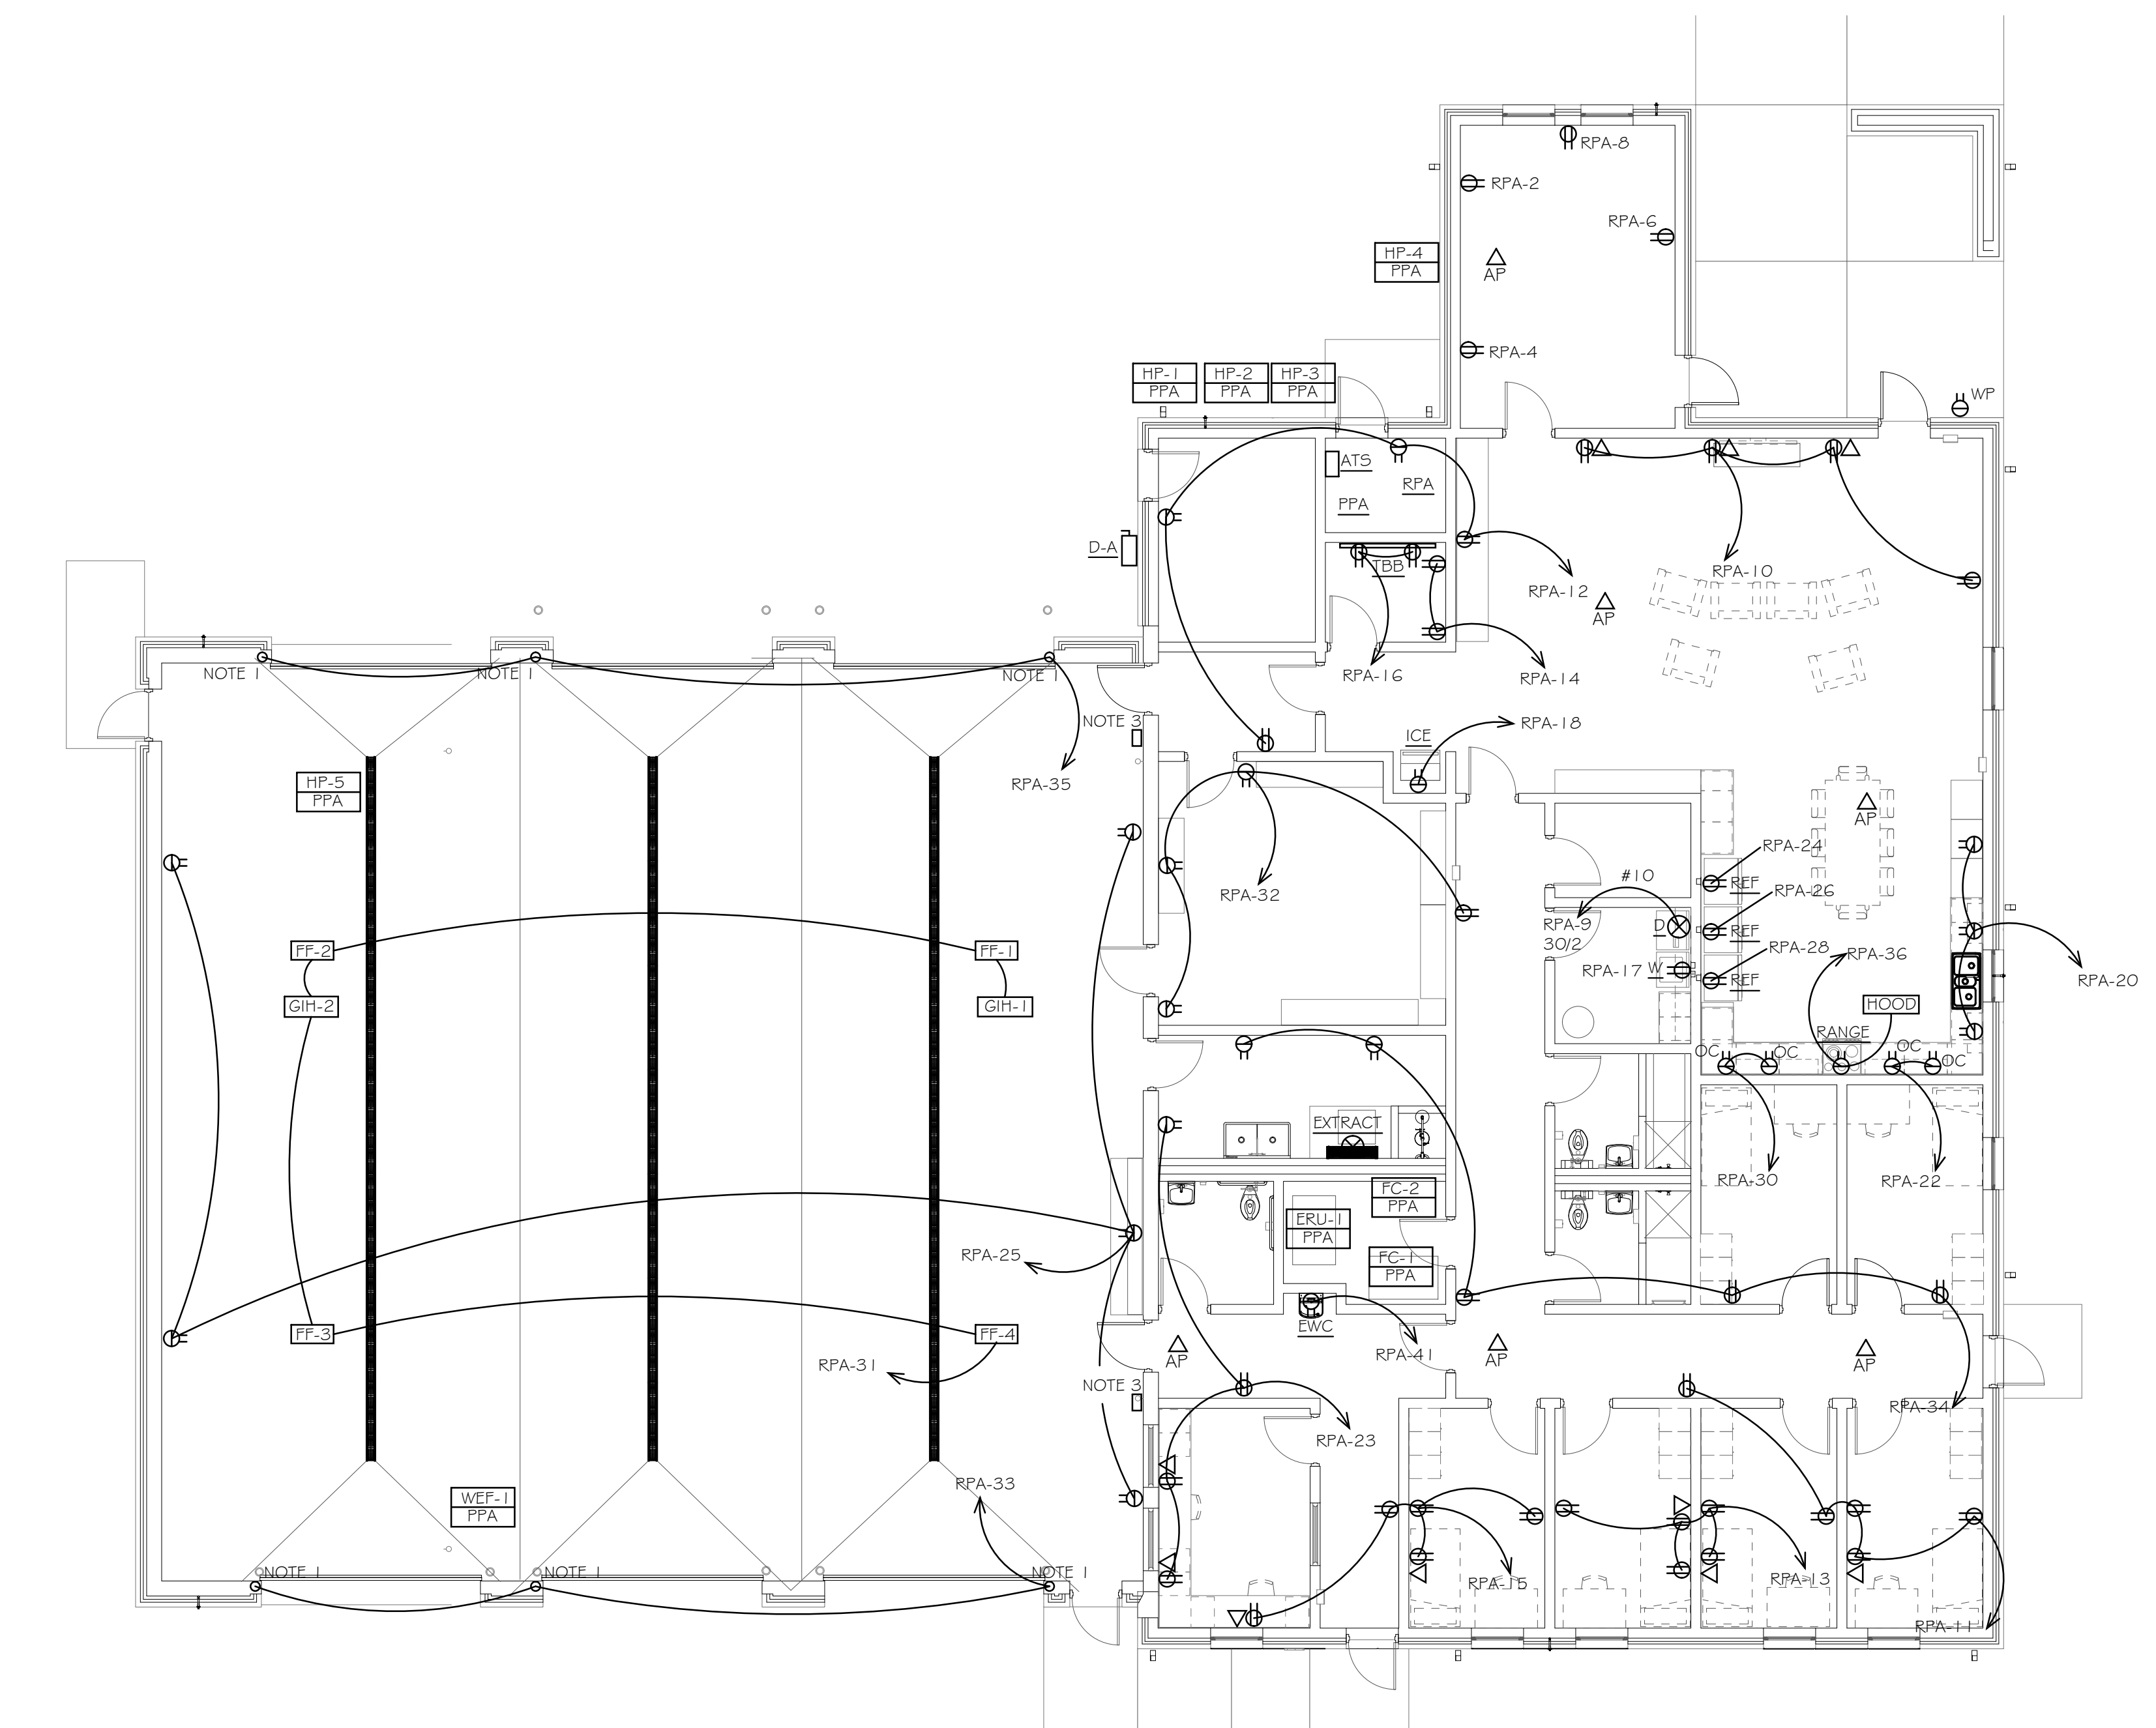 RPA-8
RPA-2
RPA-6
HP-4
PPA
AP
RPA-4
HP-1
PPA
HP-2
PPA
HP-3
PPA
WP
ATS
RPA
PPA
D-A
TBB
RPA-10
RPA-12
AP
RPA-16
RPA-14
NOTE 1
NOTE 1
NOTE 1
NOTE 3
RPA-18
ICE
RPA-35
HP-5
PPA
AP
RPA-24
#10
REF
RPA-26
RPA-32
RPA-9
30/2
D
REF
RPA-28
RPA-36
FF-2
FF-1
RPA-17
W
REF
RPA-20
GIH-2
GIH-1
HOOD
RANGE
OC
OC
OC
OC
EXTRACT
RPA-30
RPA-22
FC-2
PPA
ERU-1
PPA
RPA-25
FC-1
PPA
FF-3
FF-4
EWC
RPA-41
AP
AP
AP
RPA-31
NOTE 3
RPA-34
RPA-23
RPA-33
WEF-1
PPA
NOTE 1
NOTE 1
NOTE 1
RPA-15
RPA-13
RPA-11